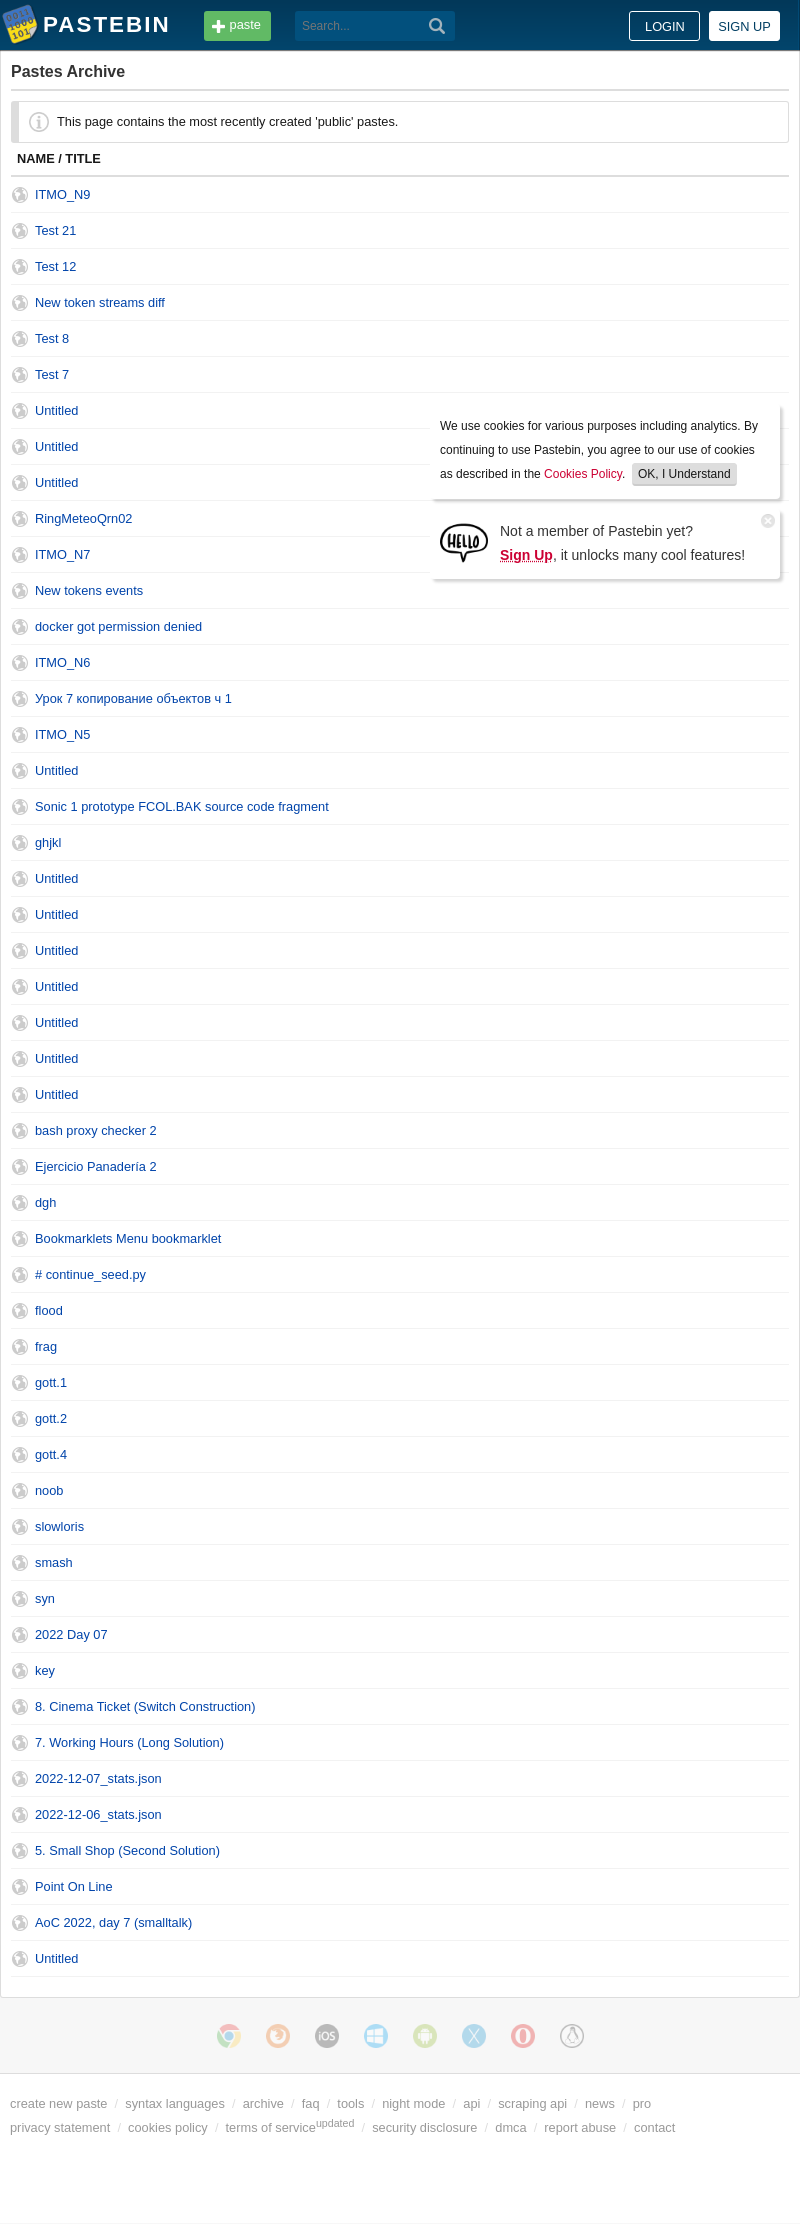 PASTEBIN
paste
Search...
LOGIN
SIGN UP
Pastes Archive
This page contains the most recently created 'public' pastes.
NAME / TITLE
ITMO_N9
Test 21
Test 12
New token streams diff
Test 8
Test 7
Untitled
Untitled
Untitled
RingMeteoQrn02
ITMO_N7
New tokens events
We use cookies for various purposes including analytics. By
continuing to use Pastebin, you agree to our use of cookies
as described in the Cookies Policy. OK, I Understand
HELLO
Not a member of Pastebin yet?
Sign Up, it unlocks many cool features!
docker got permission denied
ITMO_N6
Урок 7 копирование объектов ч 1
ITMO_N5
Untitled
Sonic 1 prototype FCOL.BAK source code fragment
ghjkl
Untitled
Untitled
Untitled
Untitled
Untitled
Untitled
Untitled
bash proxy checker 2
Ejercicio Panadería 2
dgh
Bookmarklets Menu bookmarklet
# continue_seed.py
flood
frag
gott.1
gott.2
gott.4
noob
slowloris
smash
syn
2022 Day 07
key
8. Cinema Ticket (Switch Construction)
7. Working Hours (Long Solution)
2022-12-07_stats.json
2022-12-06_stats.json
5. Small Shop (Second Solution)
Point On Line
AoC 2022, day 7 (smalltalk)
Untitled
iOS
create new paste / syntax languages / archive / faq / tools / night mode / api / scraping api / news / pro
privacy statement / cookies policy / terms of service updated / security disclosure / dmca / report abuse / contact